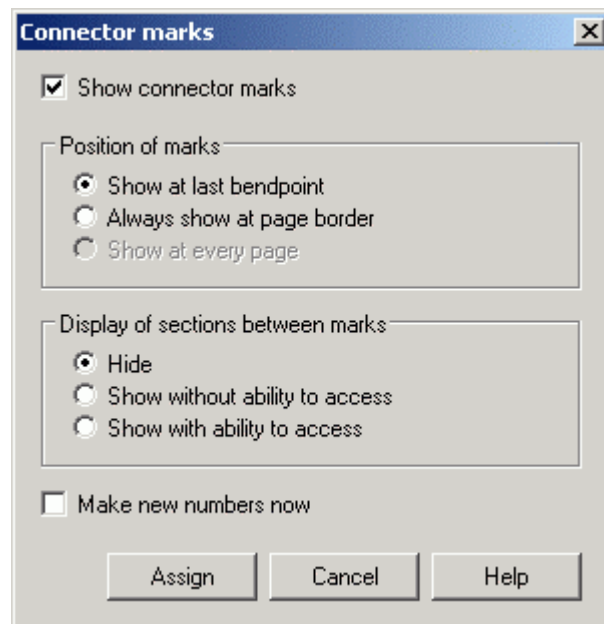 Connector marks
Show connector marks
Position of marks
Show at last bendpoint
Always show at page border
Show at every page
Display of sections between marks
Hide
Show without ability to access
Show with ability to access
Make new numbers now
Assign
Cancel
Help